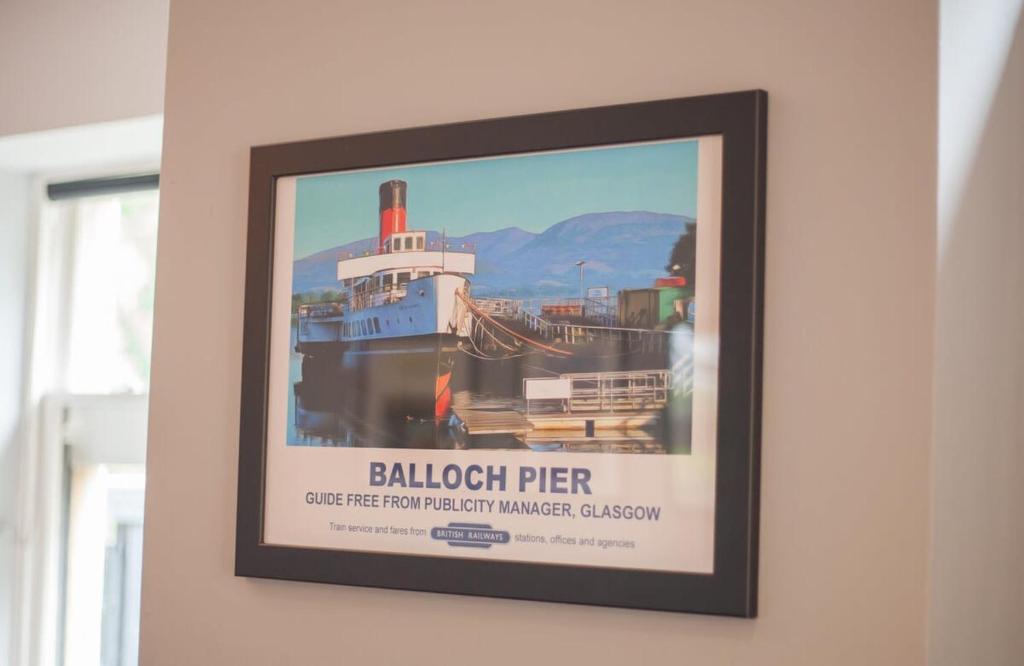 BALLOCH PIER
GUIDE FREE FROM PUBLICITY MANAGER, GLASGOW
Train service and fares from BRITISH RAILWAYS stations, offices and agencies